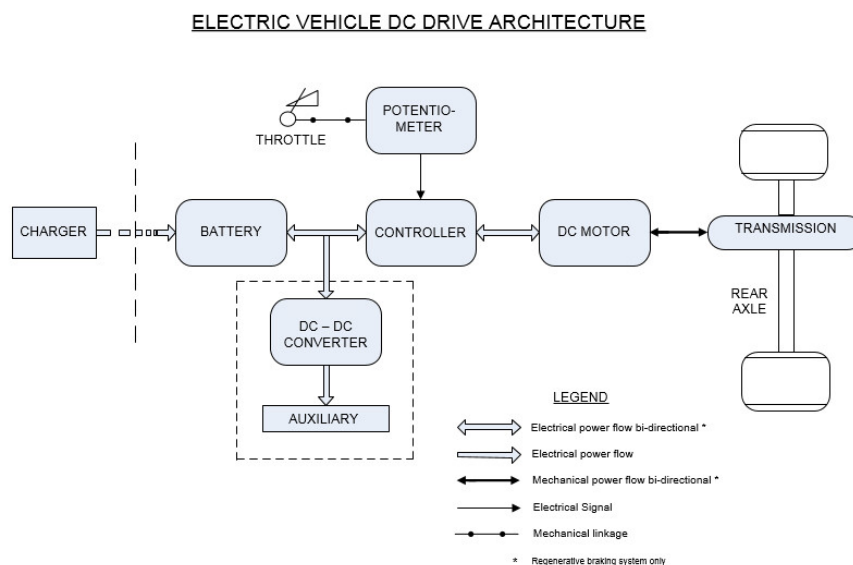 ELECTRIC VEHICLE DC DRIVE ARCHITECTURE
THROTTLE
POTENTIO-
METER
CHARGER
BATTERY
CONTROLLER
DC MOTOR
TRANSMISSION
REAR
AXLE
DC – DC
CONVERTER
AUXILIARY
LEGEND
Electrical power flow bi-directional *
Electrical power flow
Mechanical power flow bi-directional *
Electrical Signal
Mechanical linkage
* Regenerative braking system only